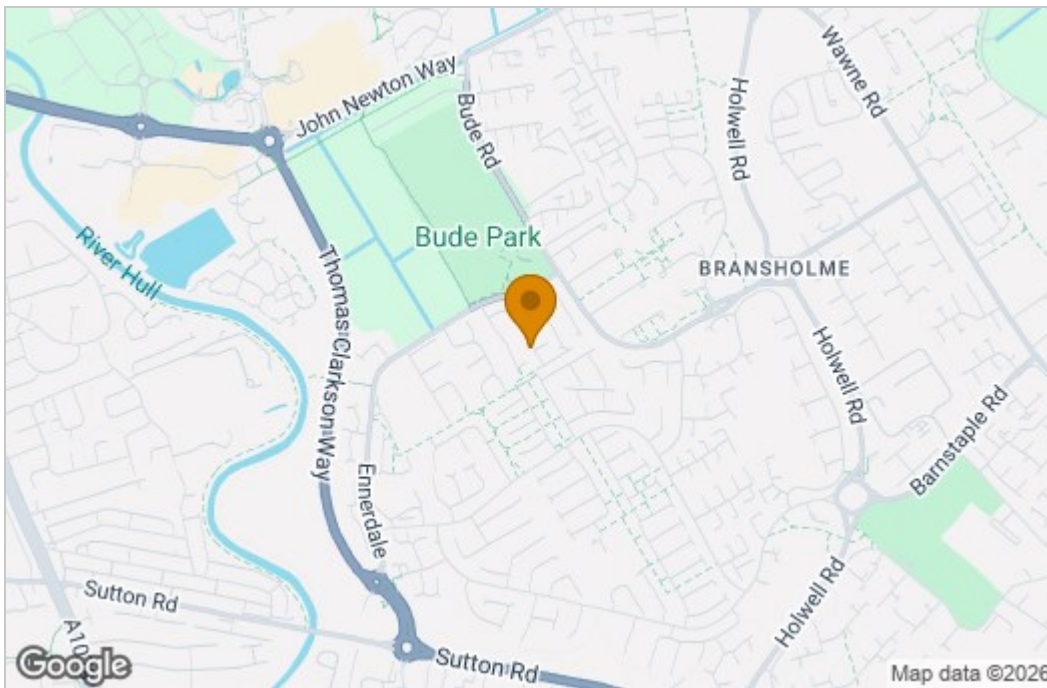 John Newton Way
Bude Rd
Holwell Rd
Wawne Rd
River Hull
Thomas Clarkson Way
Bude Park
BRANSHOLME
Holwell Rd
Barnstaple Rd
Ennerdale
Sutton Rd
A10
Holwell Rd
Sutton Rd
Google
Map data ©2026